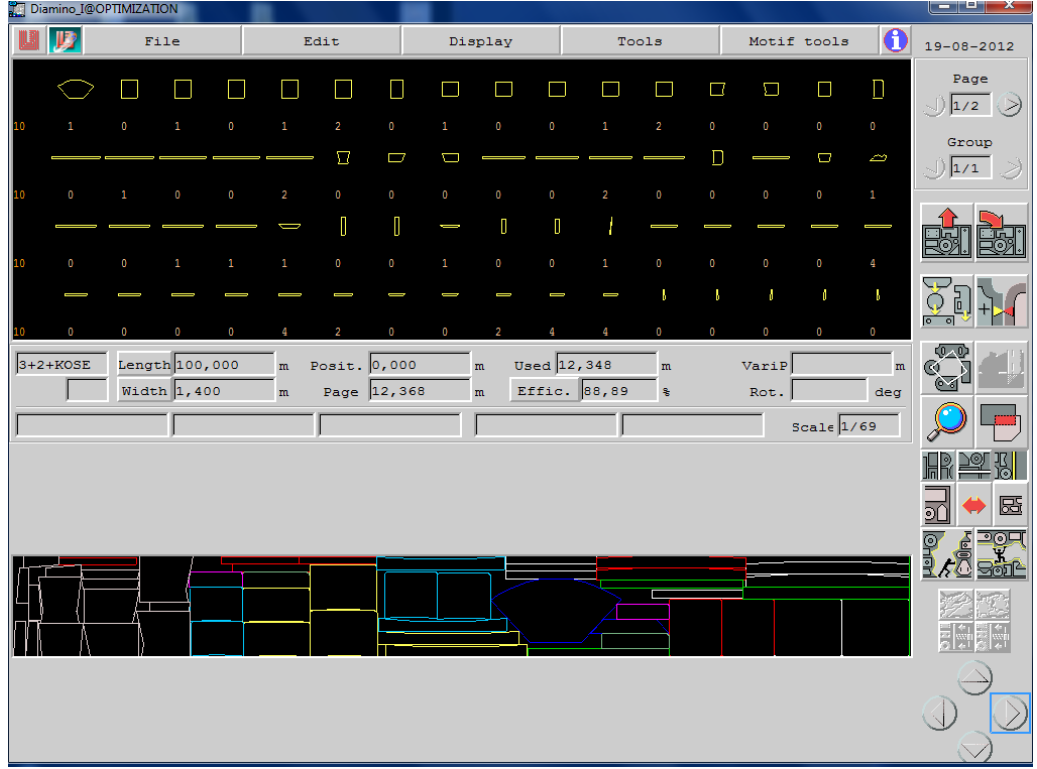 Diamino_I@OPTIMIZATION
File Edit Display Tools Motif tools 19-08-2012
Page
1/2
Group
1/1
10 1 0 1 0 1 2 0 1 0 0 1 2 0 0 0 0
10 0 1 0 0 2 0 0 0 0 0 2 0 0 0 0 1
10 0 0 1 1 1 0 0 1 0 0 1 0 0 0 0 4
10 0 0 0 0 4 2 0 0 2 4 4 0 0 0 0 0
3+2+KOSE Length 100,000 m Posit. 0,000 m Used 12,348 m VariP m
Width 1,400 m Page 12,368 m Effic. 88,89 % Rot. deg
Scale 1/69